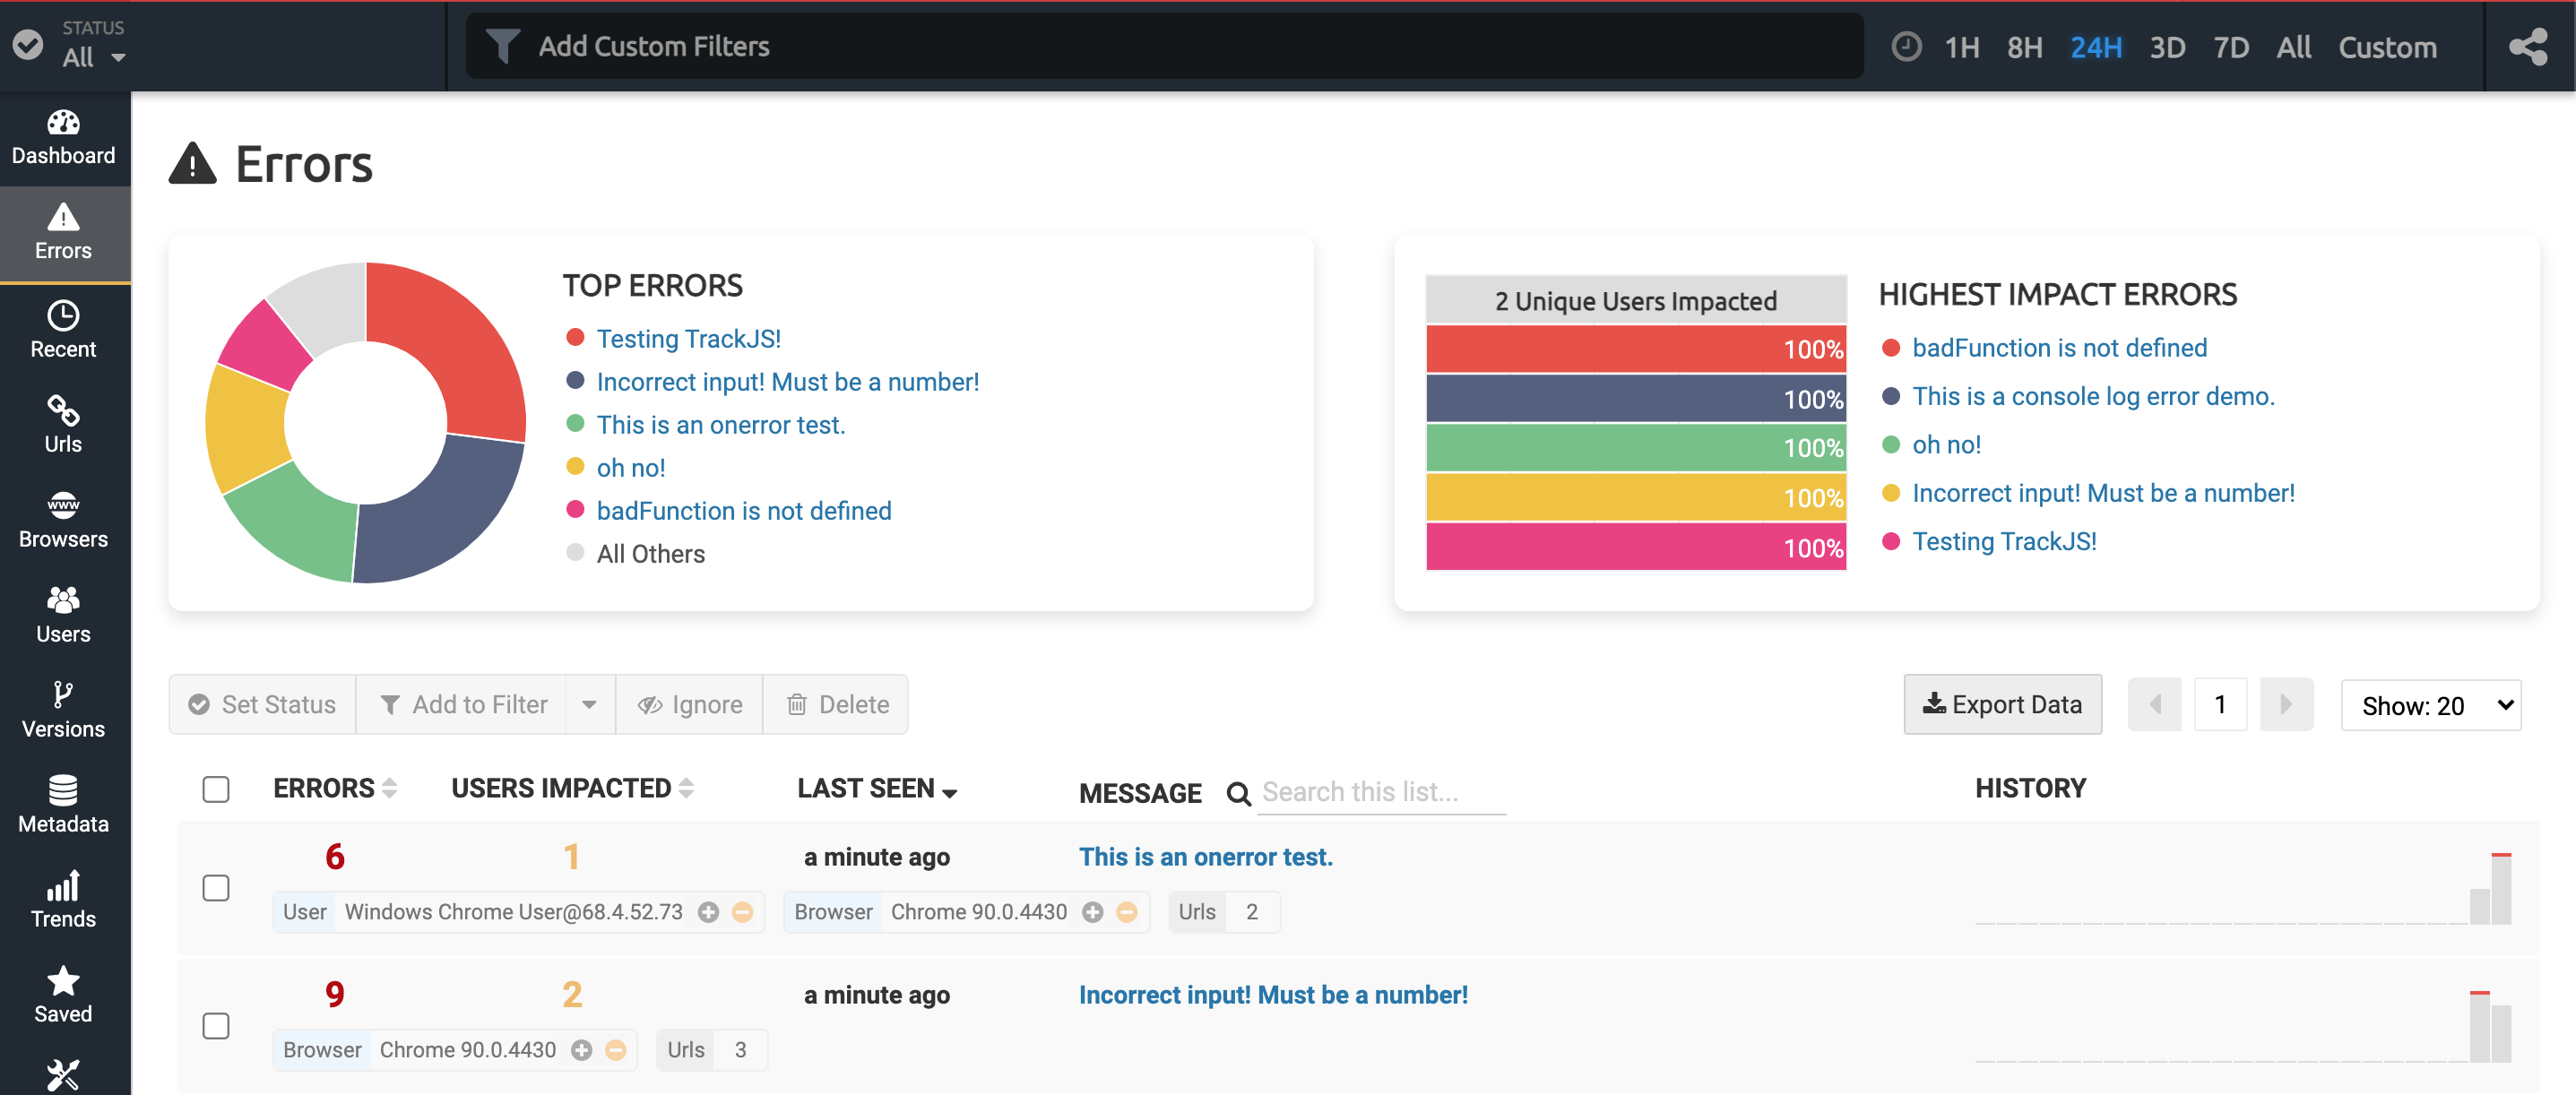 STATUS
All
Add Custom Filters
1H 8H 24H 3D 7D All Custom
Dashboard
Errors
Recent
Urls
WWW
Browsers
Users
Versions
Metadata
Trends
Saved
Errors
TOP ERRORS
Testing TrackJS!
Incorrect input! Must be a number!
This is an onerror test.
oh no!
badFunction is not defined
All Others
2 Unique Users Impacted
100%
100%
100%
100%
100%
HIGHEST IMPACT ERRORS
badFunction is not defined
This is a console log error demo.
oh no!
Incorrect input! Must be a number!
Testing TrackJS!
Set Status Add to Filter Ignore Delete
Export Data 1 Show: 20
ERRORS USERS IMPACTED LAST SEEN MESSAGE Search this list... HISTORY
6 1 a minute ago This is an onerror test.
User Windows Chrome User@68.4.52.73 Browser Chrome 90.0.4430 Urls 2
9 2 a minute ago Incorrect input! Must be a number!
Browser Chrome 90.0.4430 Urls 3